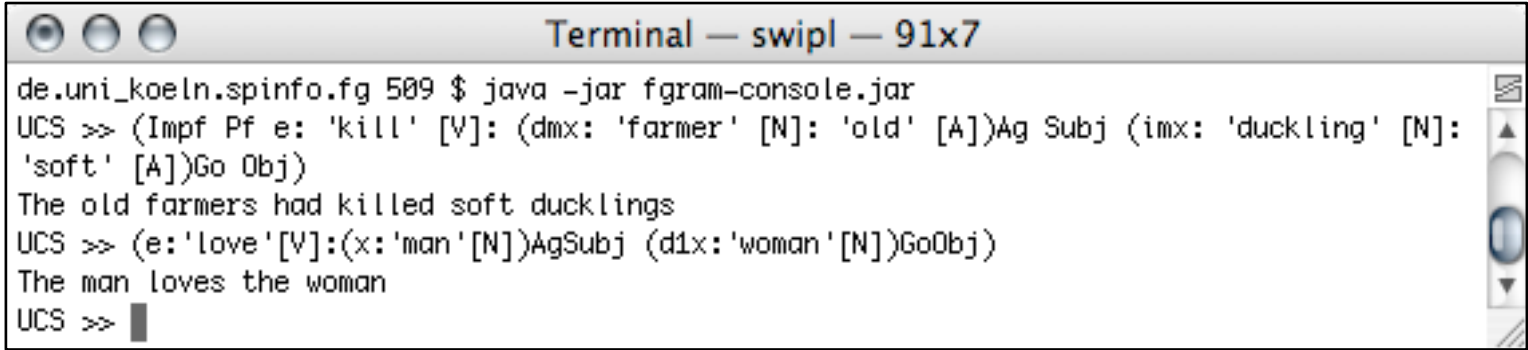 Terminal — swipl — 91x7
de.uni_koeln.spinfo.fg 509 $ java -jar fgram-console.jar
UCS >> (Impf Pf e: 'kill' [V]: (dmx: 'farmer' [N]: 'old' [A])Ag Subj (imx: 'duckling' [N]:
'soft' [A])Go Obj)
The old farmers had killed soft ducklings
UCS >> (e:'love'[V]:(x:'man'[N])AgSubj (d1x:'woman'[N])GoObj)
The man loves the woman
UCS >>